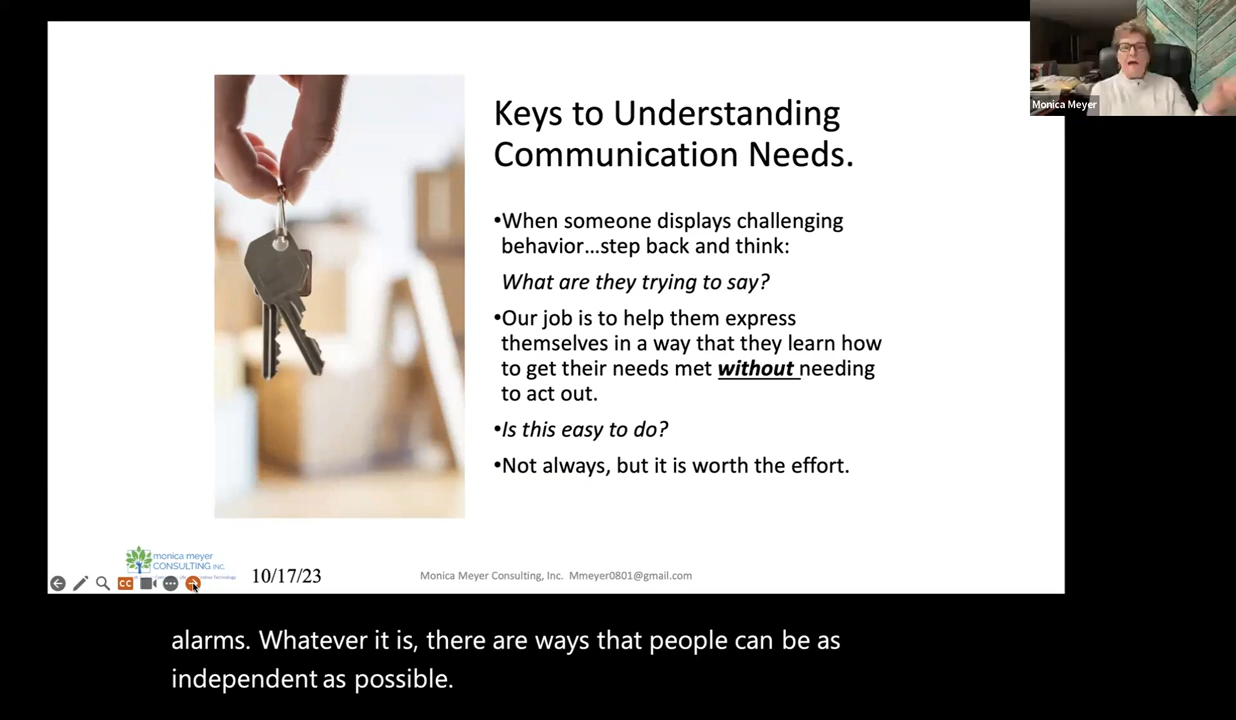 Monica Meyer
Keys to Understanding
Communication Needs.
•When someone displays challenging
behavior...step back and think:
What are they trying to say?
•Our job is to help them express
themselves in a way that they learn how
to get their needs met without needing
to act out.
•Is this easy to do?
•Not always, but it is worth the effort.
monica meyer
CONSULTING INC.
CC
10/17/23
Monica Meyer Consulting, Inc. Mmeyer0801@gmail.com
alarms. Whatever it is, there are ways that people can be as
independent as possible.